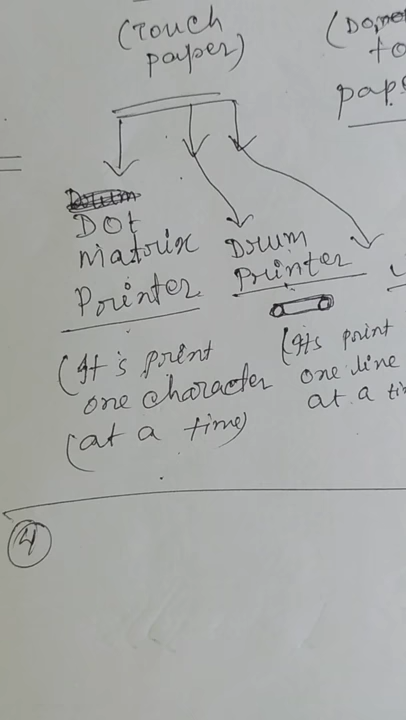 (Touch
paper)
(Do
to
pap
Dot
Matrix
Printer
(It's print
one character
(at a time)
Drum
Printer
(Its print
one line
at a ti
4